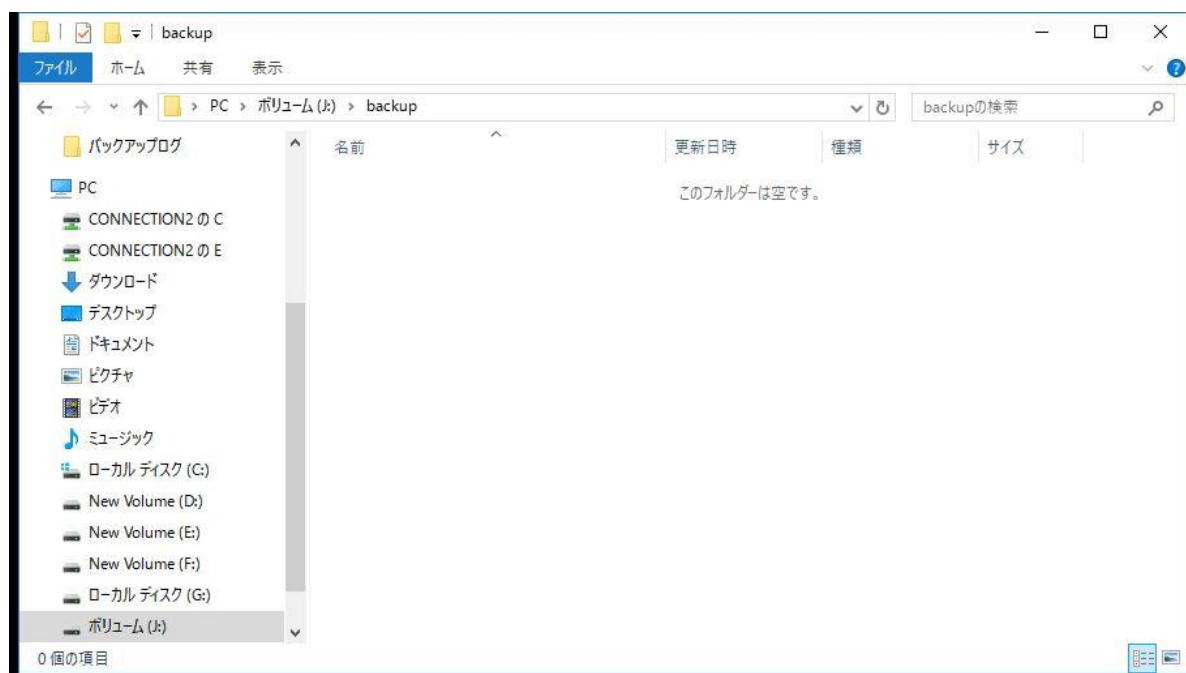 backup
ファイル ホーム 共有 表示
PC ボリューム (J:) backup
backupの検索
バックアップログ
名前 更新日時 種類 サイズ
PC
このフォルダーは空です。
CONNECTION2 の C
CONNECTION2 の E
ダウンロード
デスクトップ
ドキュメント
ピクチャ
ビデオ
ミュージック
ローカル ディスク (C:)
New Volume (D:)
New Volume (E:)
New Volume (F:)
ローカル ディスク (G:)
ボリューム (J:)
0 個の項目